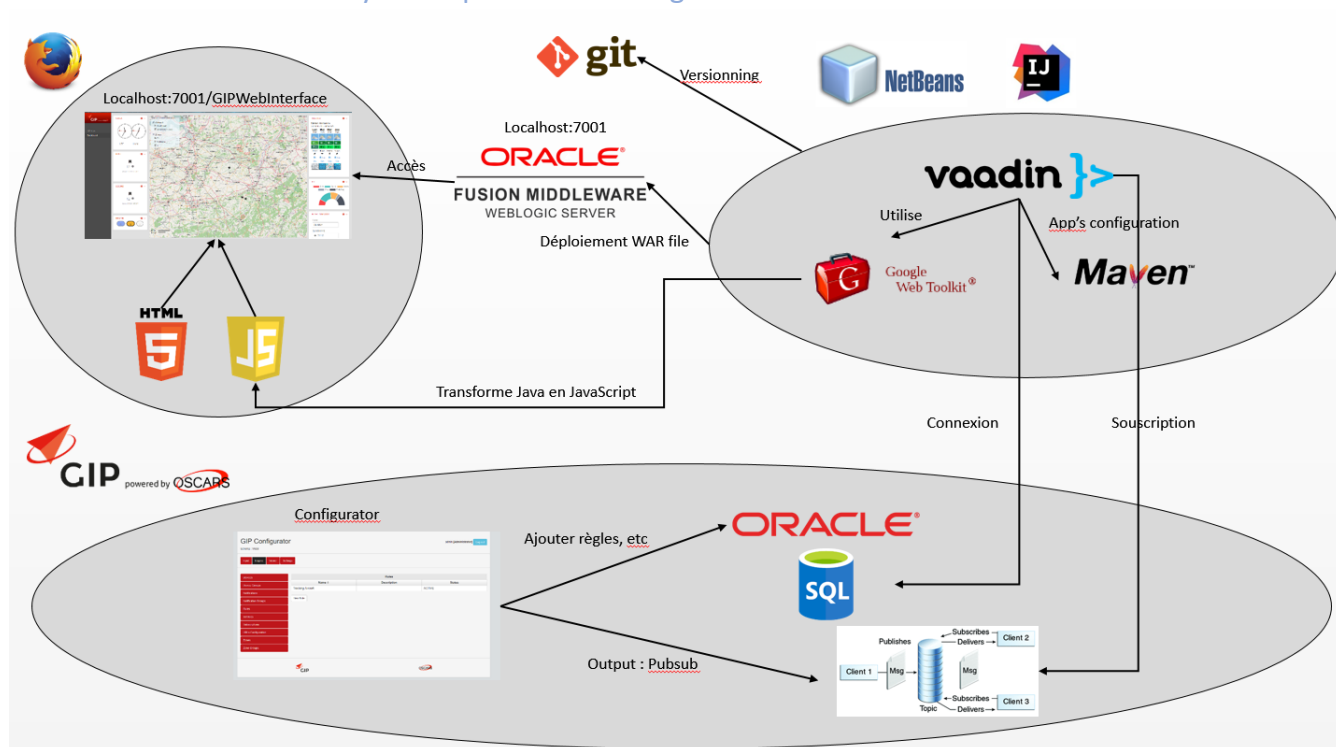 git
Versionning
NetBeans
IJ
Localhost:7001/GIPWebInterface
Localhost:7001
ORACLE®
FUSION MIDDLEWARE
WEBLOGIC SERVER
Accès
Déploiement WAR file
vaadin }>
Utilise
App's configuration
G
Google
Web Toolkit®
Maven™
HTML
5
JS
Transforme Java en JavaScript
Connexion
Souscription
GIP powered by OSCARS
Configurator
GIP Configurator
Ajouter règles, etc
ORACLE®
SQL
Output : Pubsub
Publishes
Subscribes
Delivers
Client 2
Client 1
Msg
Msg
Topic
Subscribes
Delivers
Client 3
GIP